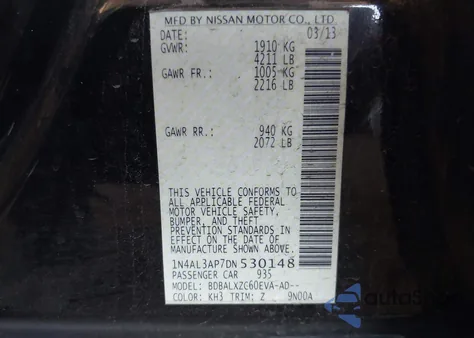 MFD BY NISSAN MOTOR CO., LTD.
DATE: 03/13
GVWR: 1910 KG
4211 LB
GAWR FR.: 1005 KG
2216 LB
GAWR RR.: 940 KG
2072 LB
THIS VEHICLE CONFORMS TO
ALL APPLICABLE FEDERAL
MOTOR VEHICLE SAFETY,
BUMPER, AND THEFT
PREVENTION STANDARDS IN
EFFECT ON THE DATE OF
MANUFACTURE SHOWN ABOVE.
1N4AL3AP7DN530148
PASSENGER CAR 935
MODEL: BDBALXZC60EVA-AD--
COLOR: KH3 TRIM: Z 9N00A